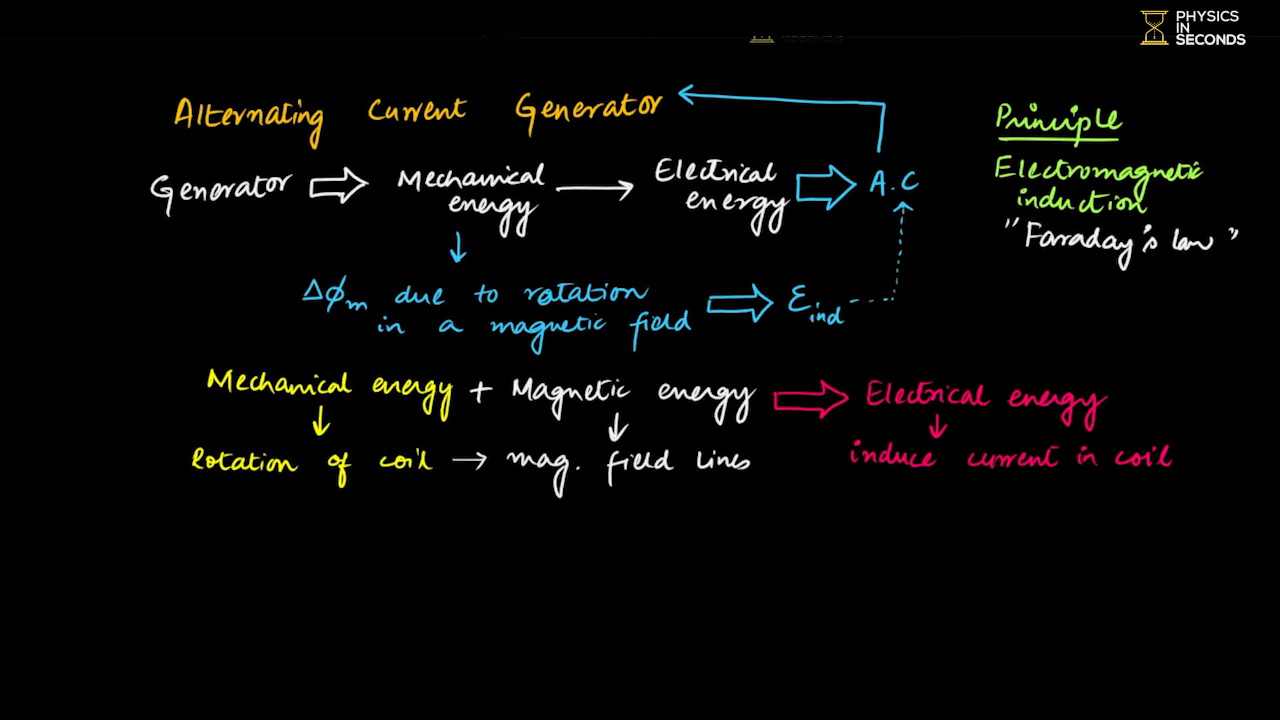 PHYSICS
IN
SECONDS
Alternating Current Generator
Principle
Generator ⇨ Mechanical energy → Electrical energy ⇨ A.C
Electromagnetic
induction
"Faraday's law"
Δϕm due to rotation
in a magnetic field ⇨ Ɛind
Mechanical energy + Magnetic energy ⇨ Electrical energy
Rotation of coil → mag. field lines
induce current in coil